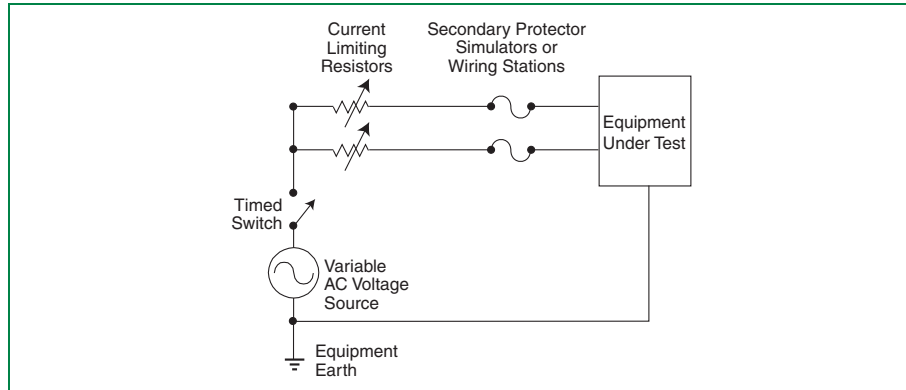 Current
Limiting
Resistors
Secondary Protector
Simulators or
Wiring Stations
Equipment
Under Test
Timed
Switch
Variable
AC Voltage
Source
Equipment
Earth